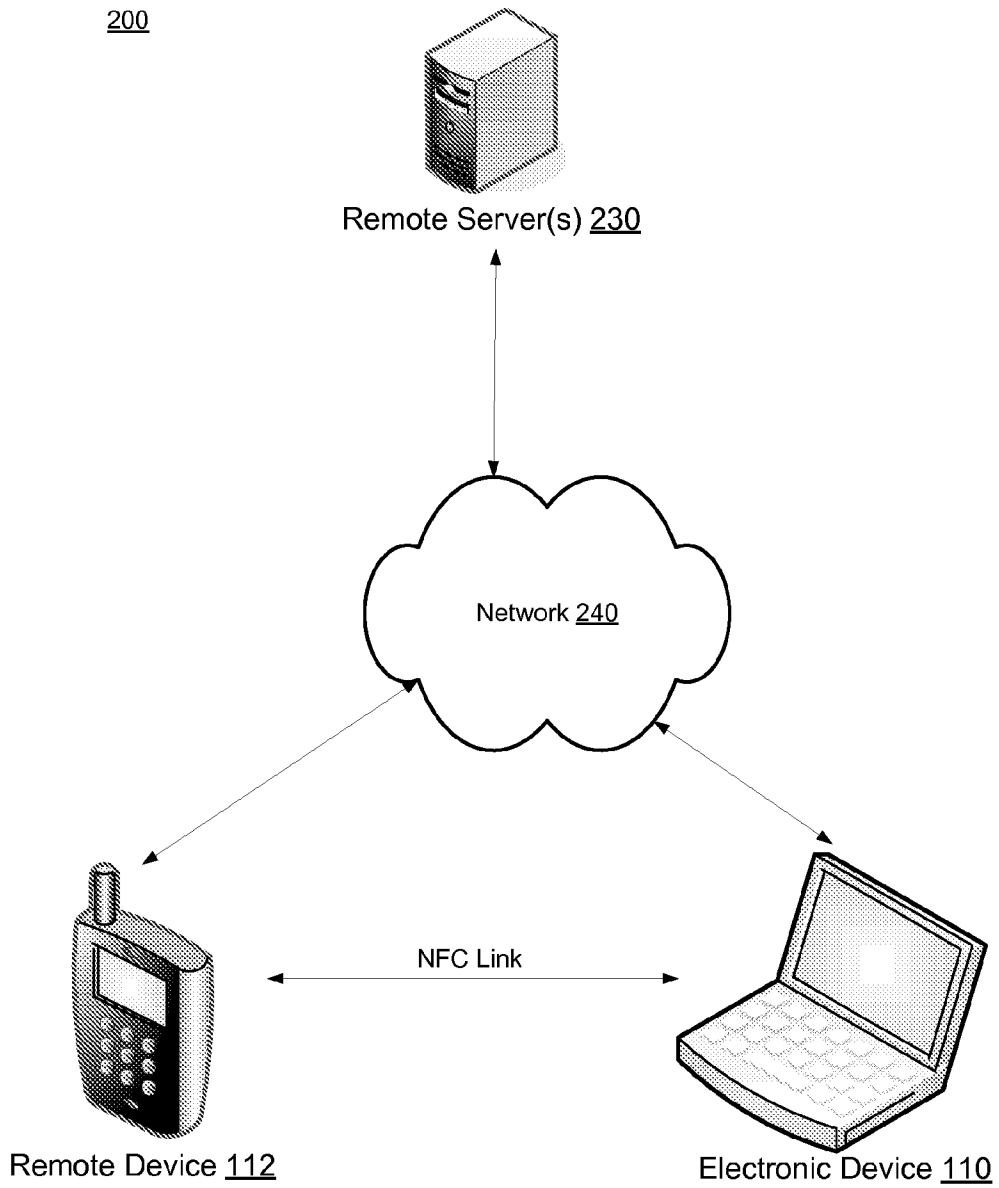 200
Remote Server(s) 230
Network 240
NFC Link
Remote Device 112
Electronic Device 110